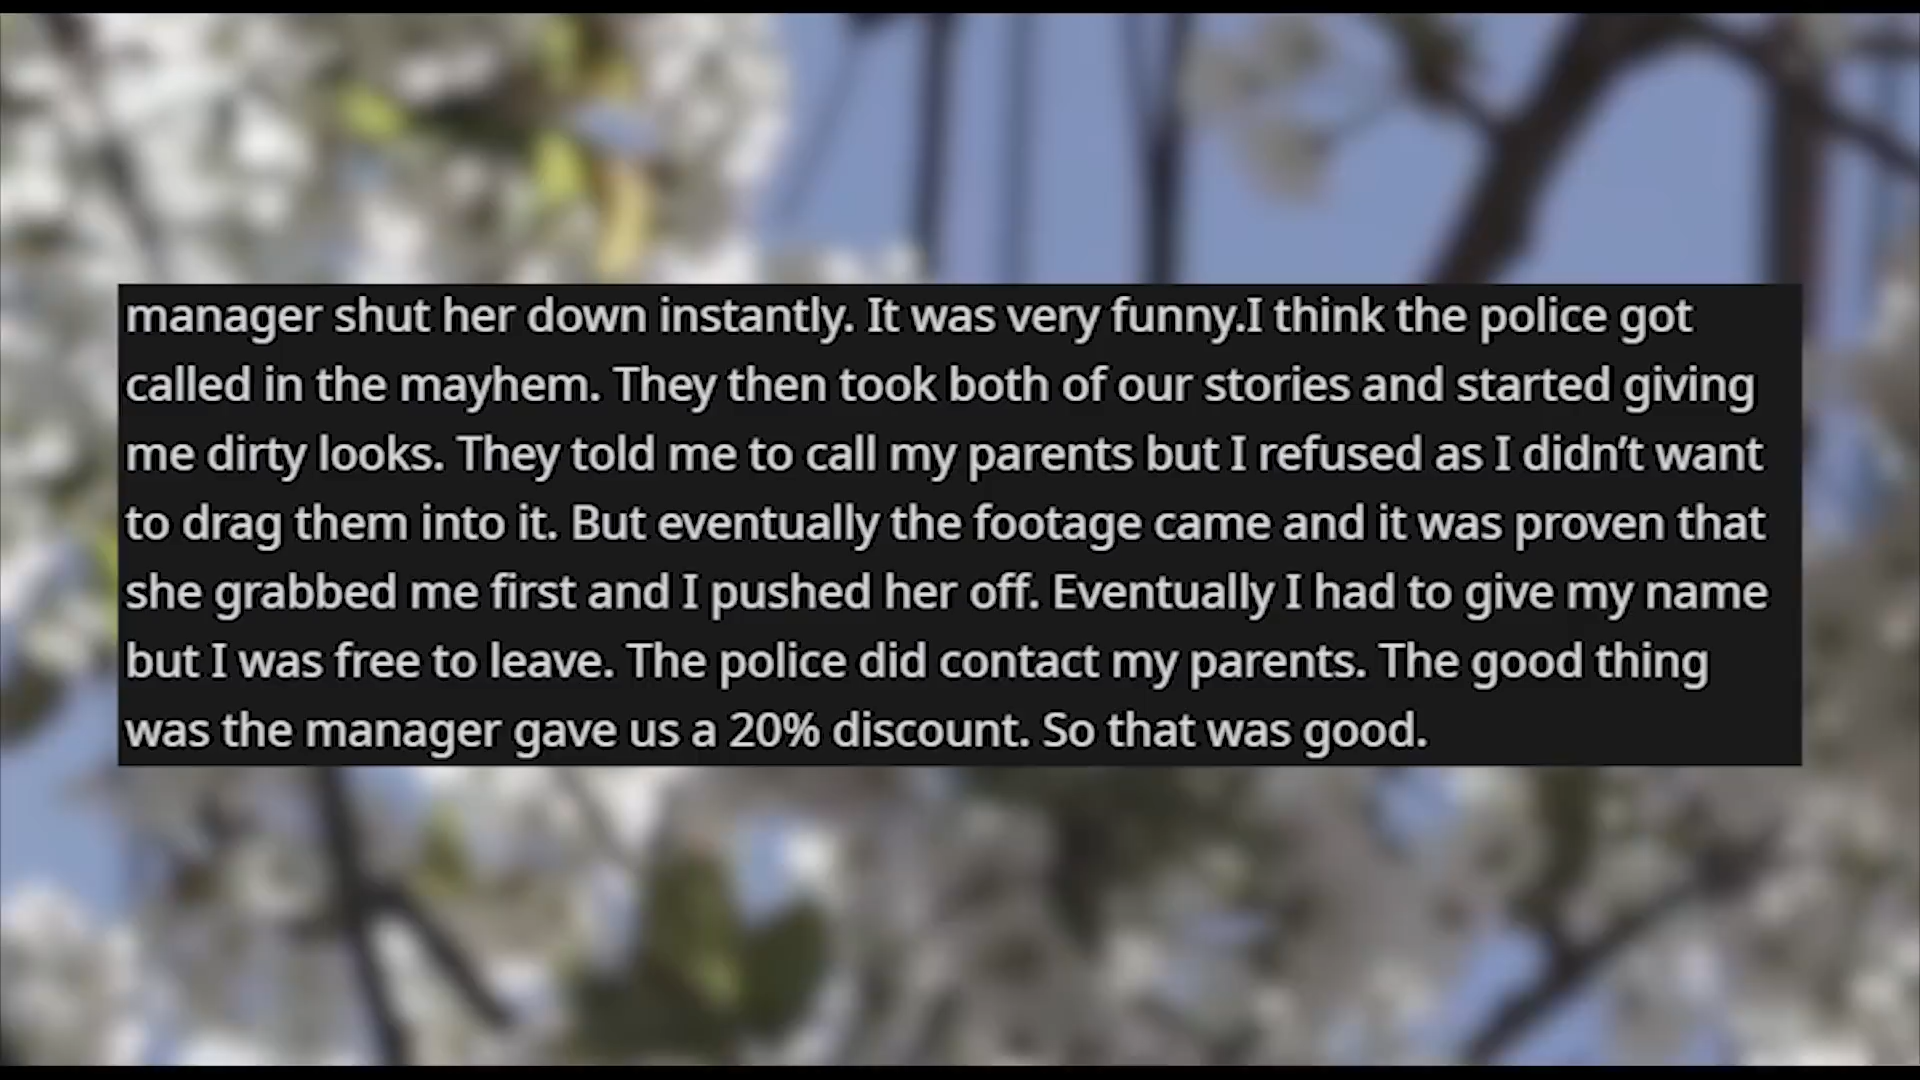 manager shut her down instantly. It was very funny.I think the police got
called in the mayhem. They then took both of our stories and started giving
me dirty looks. They told me to call my parents but I refused as I didn’t want
to drag them into it. But eventually the footage came and it was proven that
she grabbed me first and I pushed her off. Eventually I had to give my name
but I was free to leave. The police did contact my parents. The good thing
was the manager gave us a 20% discount. So that was good.